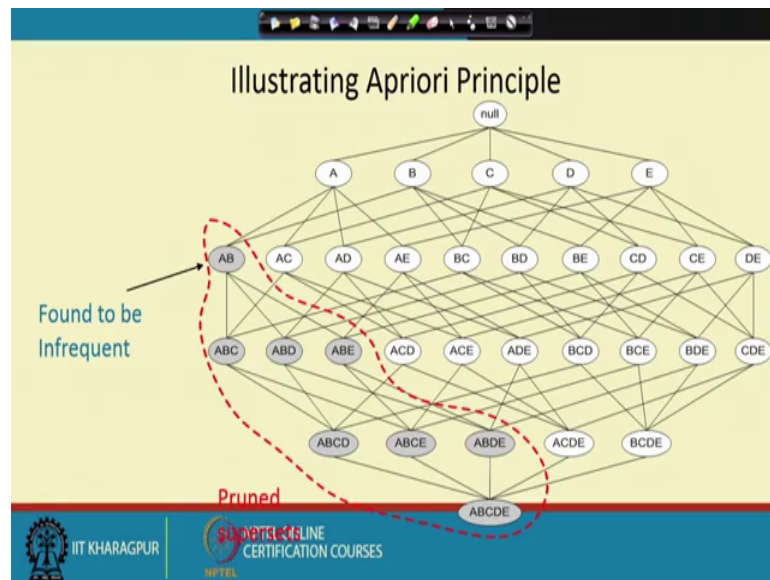 Illustrating Apriori Principle
null
A B C D E
AB AC AD AE BC BD BE CD CE DE
Found to be
Infrequent
ABC ABD ABE ACD ACE ADE BCD BCE BDE CDE
ABCD ABCE ABDE ACDE BCDE
ABCDE
Pruned
supersets
IIT KHARAGPUR
NPTEL ONLINE
CERTIFICATION COURSES
NPTEL